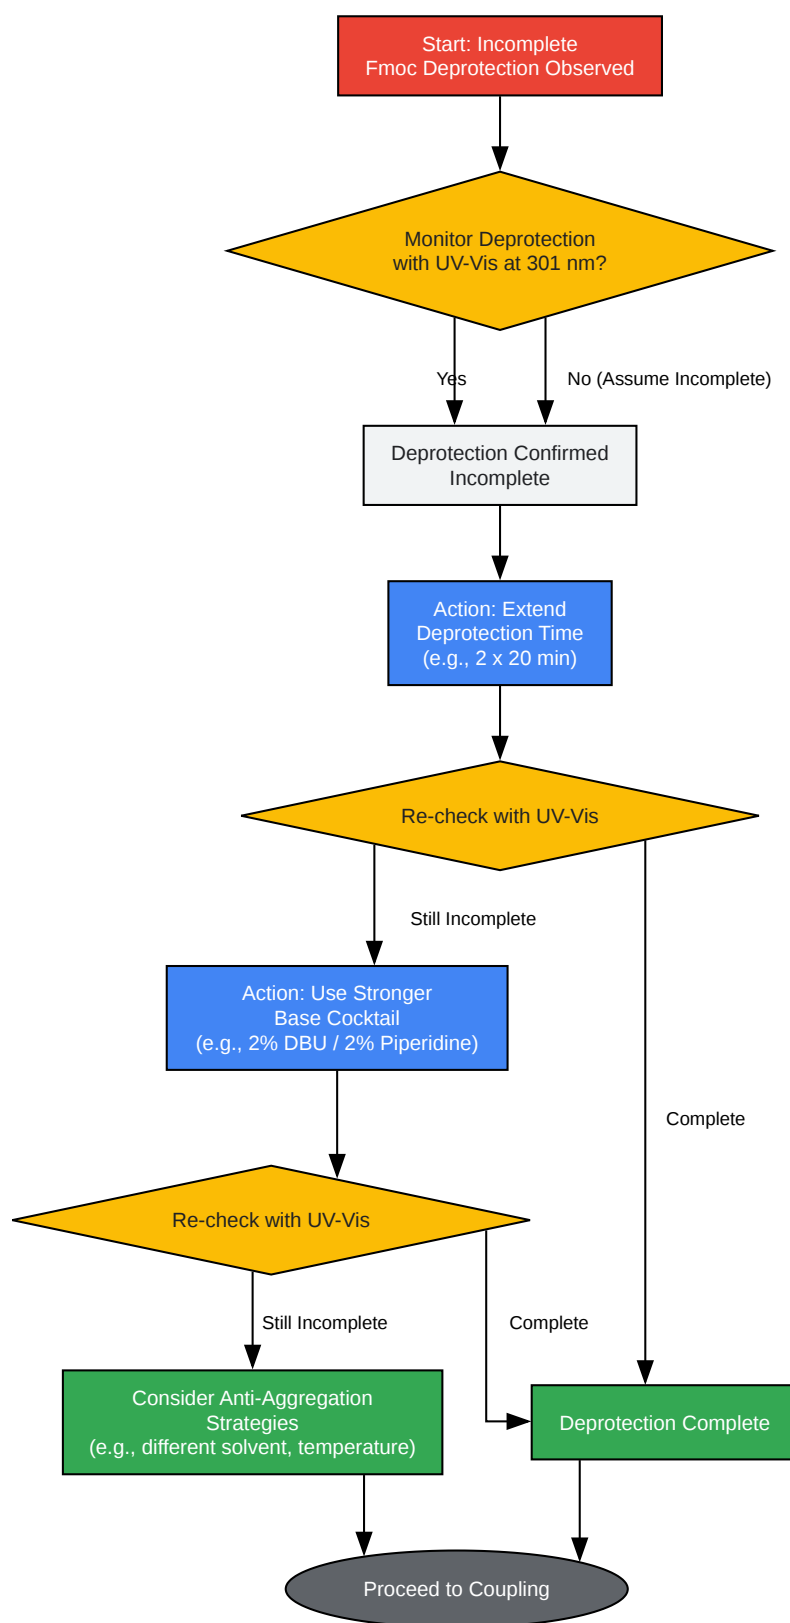 Start: Incomplete
Fmoc Deprotection Observed
Monitor Deprotection
with UV-Vis at 301 nm?
Yes
No (Assume Incomplete)
Deprotection Confirmed
Incomplete
Action: Extend
Deprotection Time
(e.g., 2 x 20 min)
Re-check with UV-Vis
Still Incomplete
Action: Use Stronger
Base Cocktail
(e.g., 2% DBU / 2% Piperidine)
Complete
Re-check with UV-Vis
Still Incomplete
Complete
Consider Anti-Aggregation
Strategies
(e.g., different solvent, temperature)
Deprotection Complete
Proceed to Coupling